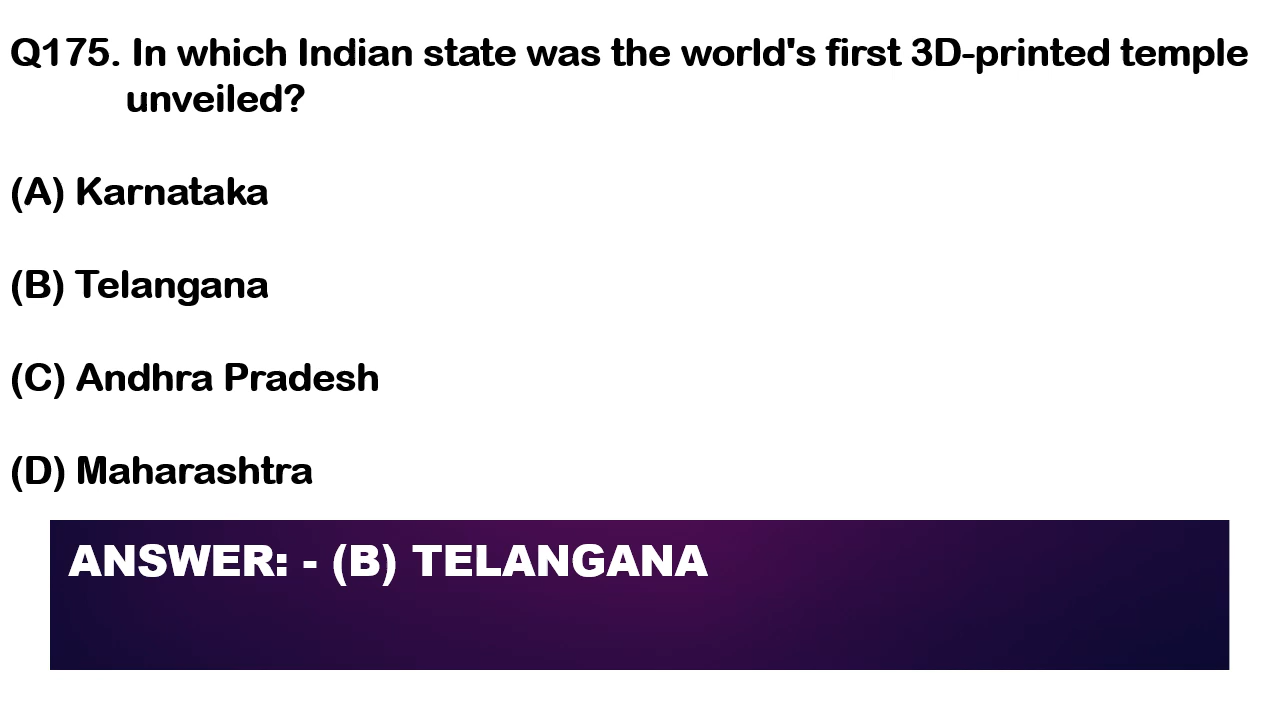 Q175. In which Indian state was the world's first 3D-printed temple
unveiled?
(A) Karnataka
(B) Telangana
(C) Andhra Pradesh
(D) Maharashtra
ANSWER: - (B) TELANGANA